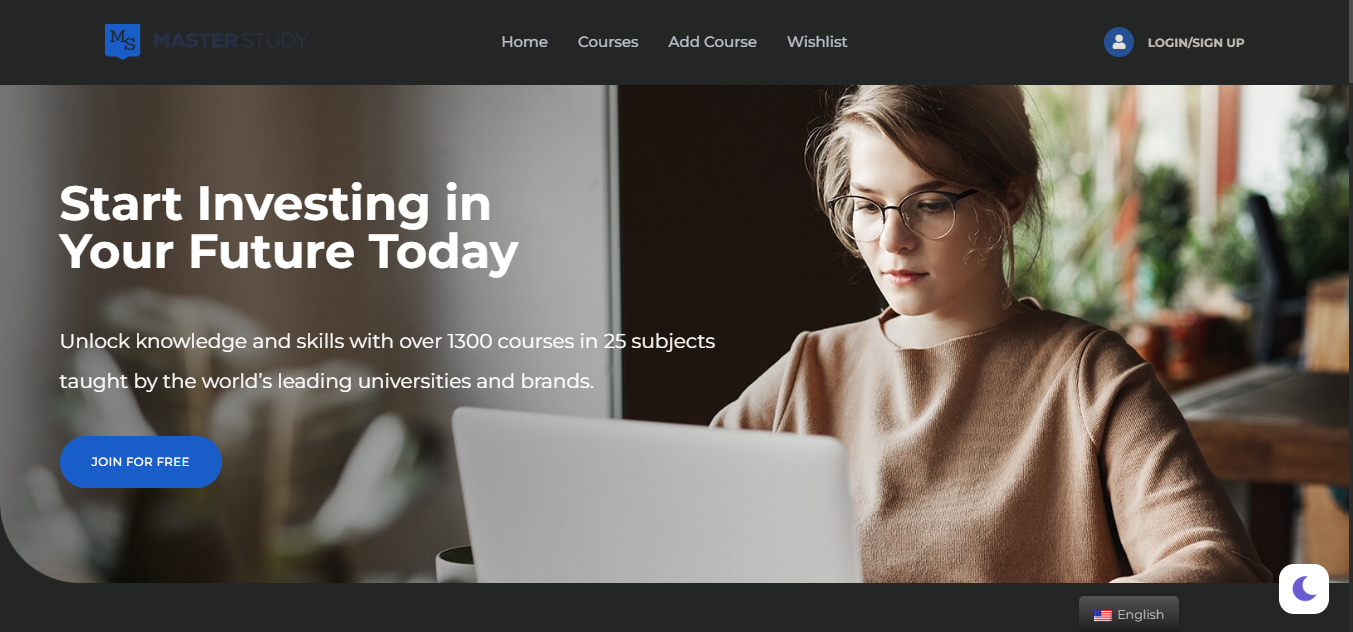 MS MASTERSTUDY
Home Courses Add Course Wishlist
LOGIN/SIGN UP
Start Investing in
Your Future Today
Unlock knowledge and skills with over 1300 courses in 25 subjects
taught by the world’s leading universities and brands.
JOIN FOR FREE
English